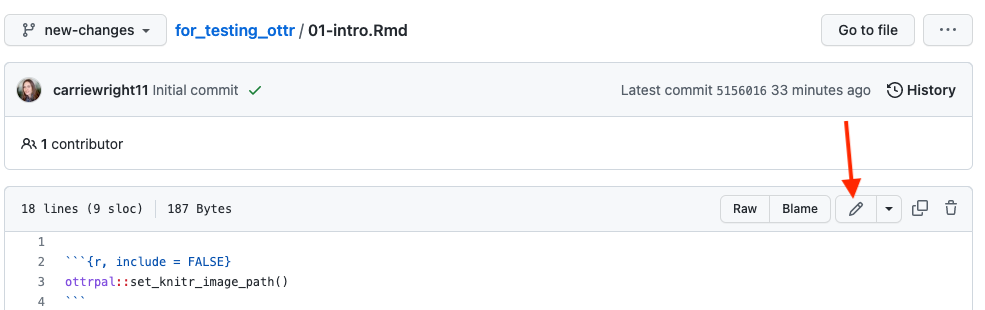 new-changes for_testing_ottr / 01-intro.Rmd Go to file ...
carriewright11 Initial commit Latest commit 5156016 33 minutes ago History
1 contributor
18 lines (9 sloc) 187 Bytes Raw Blame
1
2 ```{r, include = FALSE}
3 ottrpal::set_knitr_image_path()
4 ```